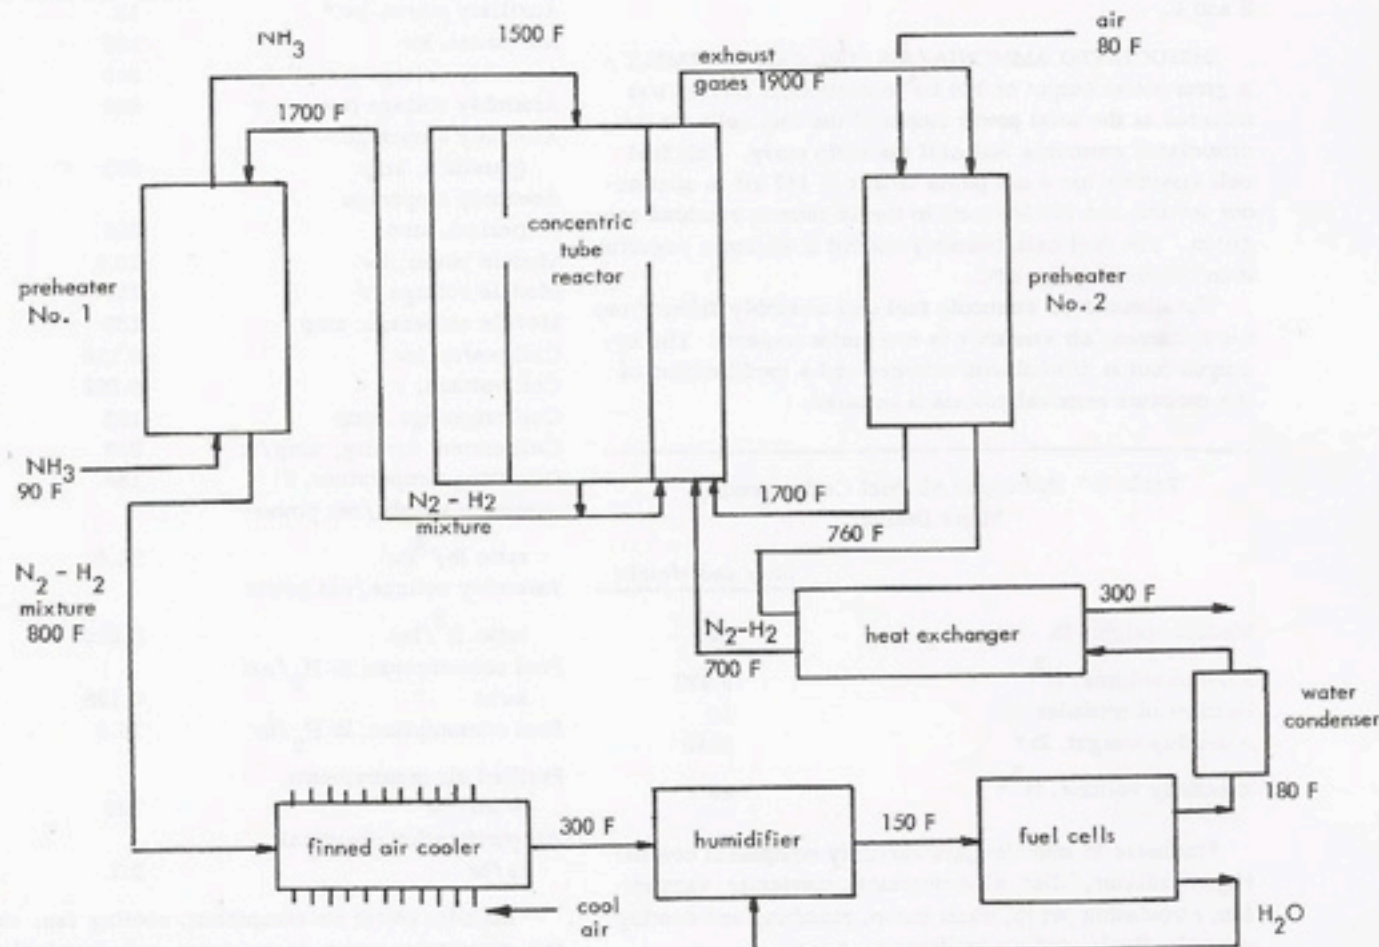 NH3
1500 F
air
80 F
exhaust
gases 1900 F
1700 F
concentric
tube
reactor
preheater
No. 1
preheater
No. 2
NH3
90 F
N2 - H2
mixture
1700 F
760 F
N2 - H2
mixture
800 F
N2-H2
700 F
heat exchanger
300 F
water
condenser
180 F
finned air cooler
300 F
humidifier
150 F
fuel cells
cool
air
H2O